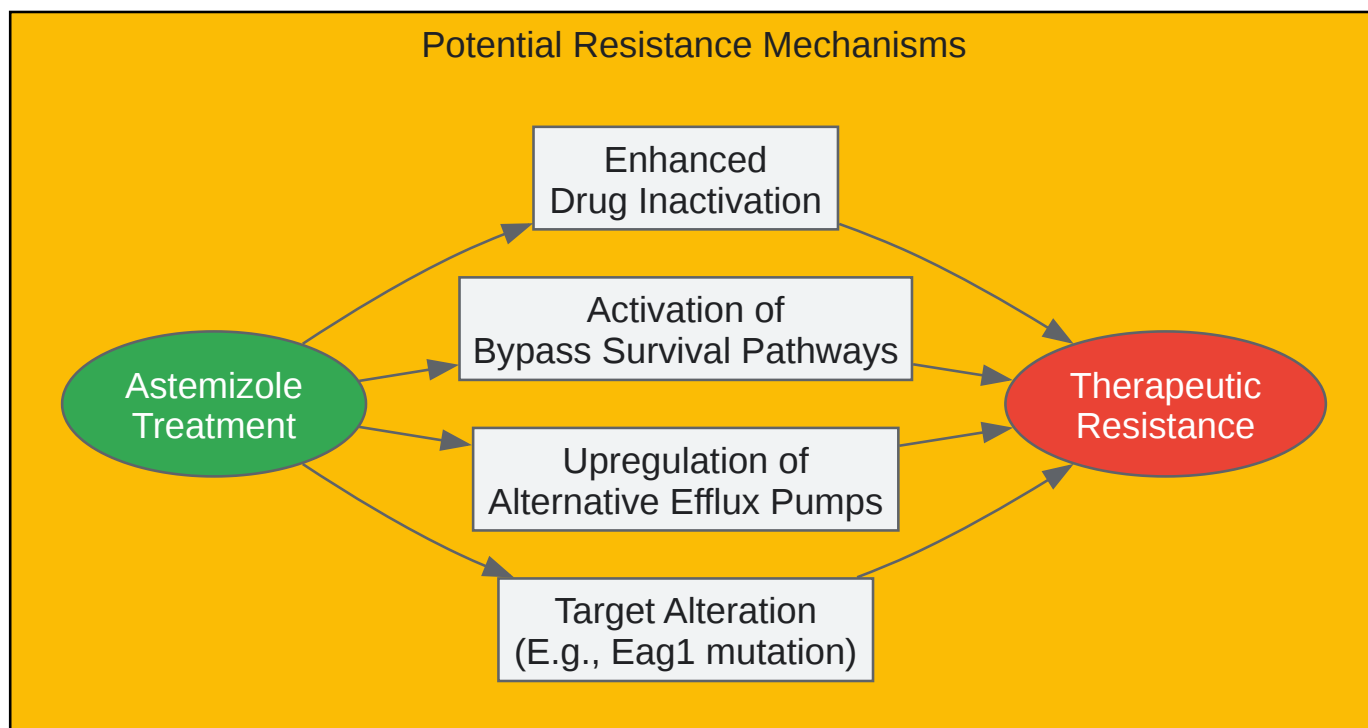 Potential Resistance Mechanisms
Enhanced
Drug Inactivation
Activation of
Bypass Survival Pathways
Astemizole
Treatment
Therapeutic
Resistance
Upregulation of
Alternative Efflux Pumps
Target Alteration
(E.g., Eag1 mutation)